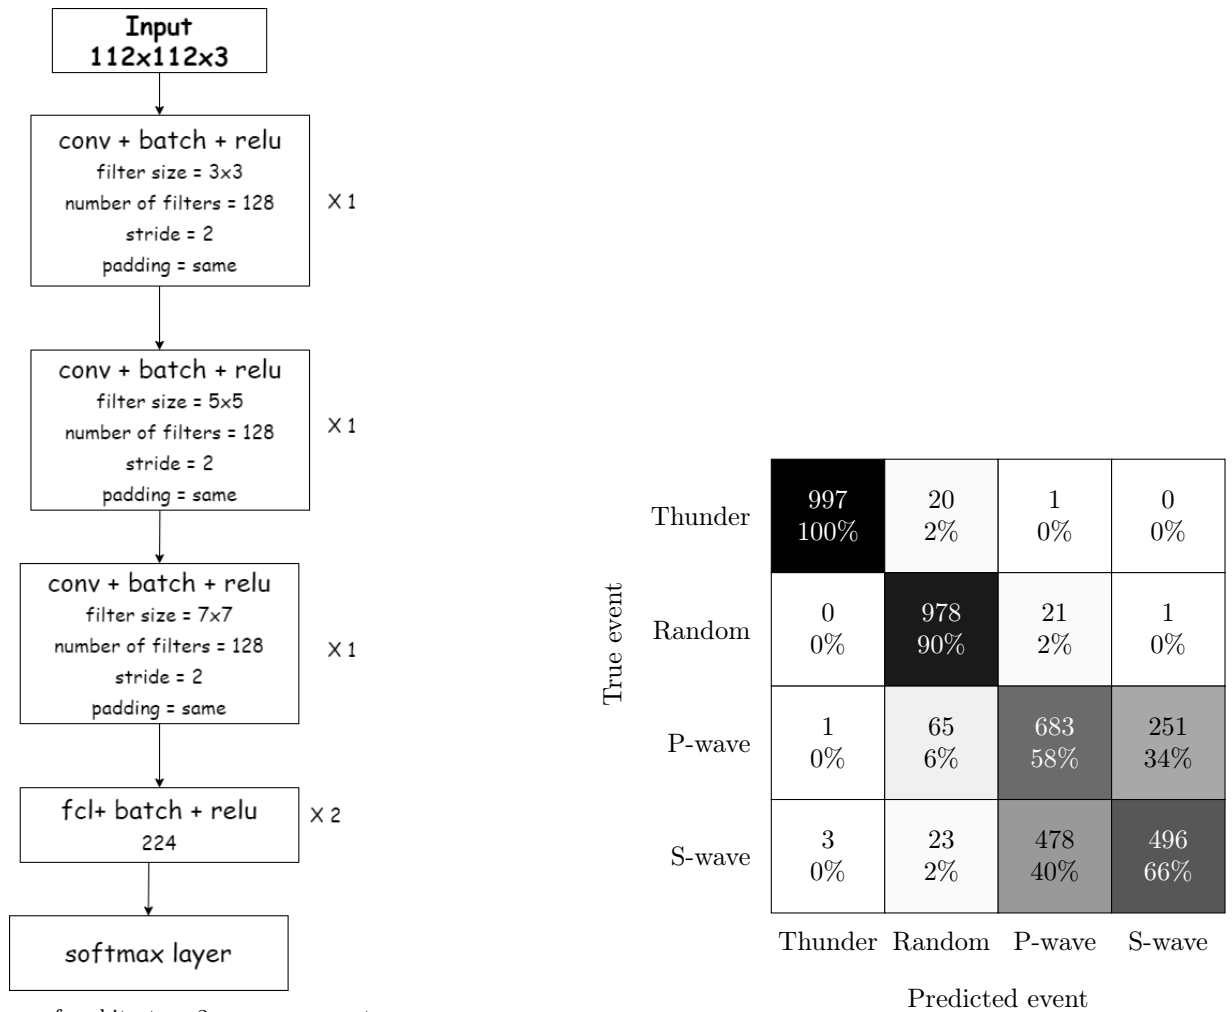 Input
112x112x3
conv + batch + relu
filter size = 3x3
number of filters = 128
stride = 2
padding = same
X 1
conv + batch + relu
filter size = 5x5
number of filters = 128
stride = 2
padding = same
X 1
conv + batch + relu
filter size = 7x7
number of filters = 128
stride = 2
padding = same
X 1
fcl+ batch + relu
224
X 2
softmax layer
True event
Thunder
997 20 1 0
100% 2% 0% 0%
Random
0 978 21 1
0% 90% 2% 0%
P-wave
1 65 683 251
0% 6% 58% 34%
S-wave
3 23 478 496
0% 2% 40% 66%
Thunder Random P-wave S-wave
Predicted event